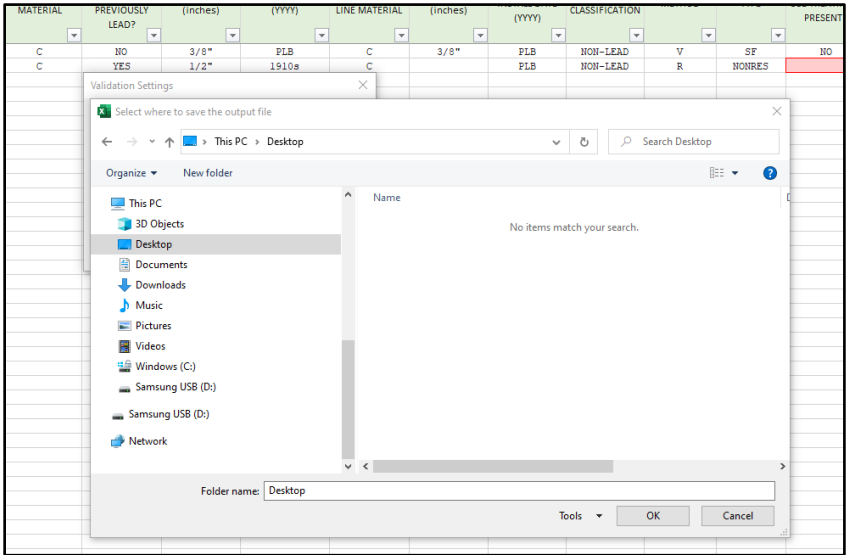 MATERIAL PREVIOUSLY LEAD? (inches) (YYYY) LINE MATERIAL (inches) (YYYY) CLASSIFICATION PRESENT
C NO 3/8" PLB C 3/8" PLB NON-LEAD V SF NO
C YES 1/2" 1910s C PLB NON-LEAD R NONRES
Validation Settings
Select where to save the output file
This PC > Desktop
Search Desktop
Organize
New folder
Name
No items match your search.
This PC
3D Objects
Desktop
Documents
Downloads
Music
Pictures
Videos
Windows (C:)
Samsung USB (D:)
Samsung USB (D:)
Network
Folder name: Desktop
Tools OK Cancel